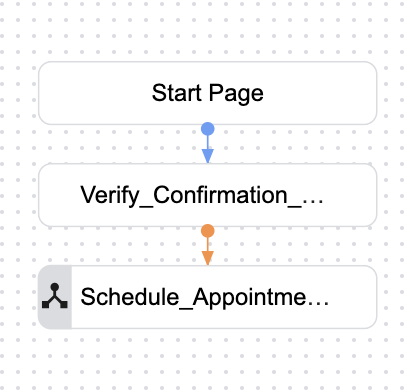 Start Page
Verify_Confirmation_...
Schedule_Appointme...